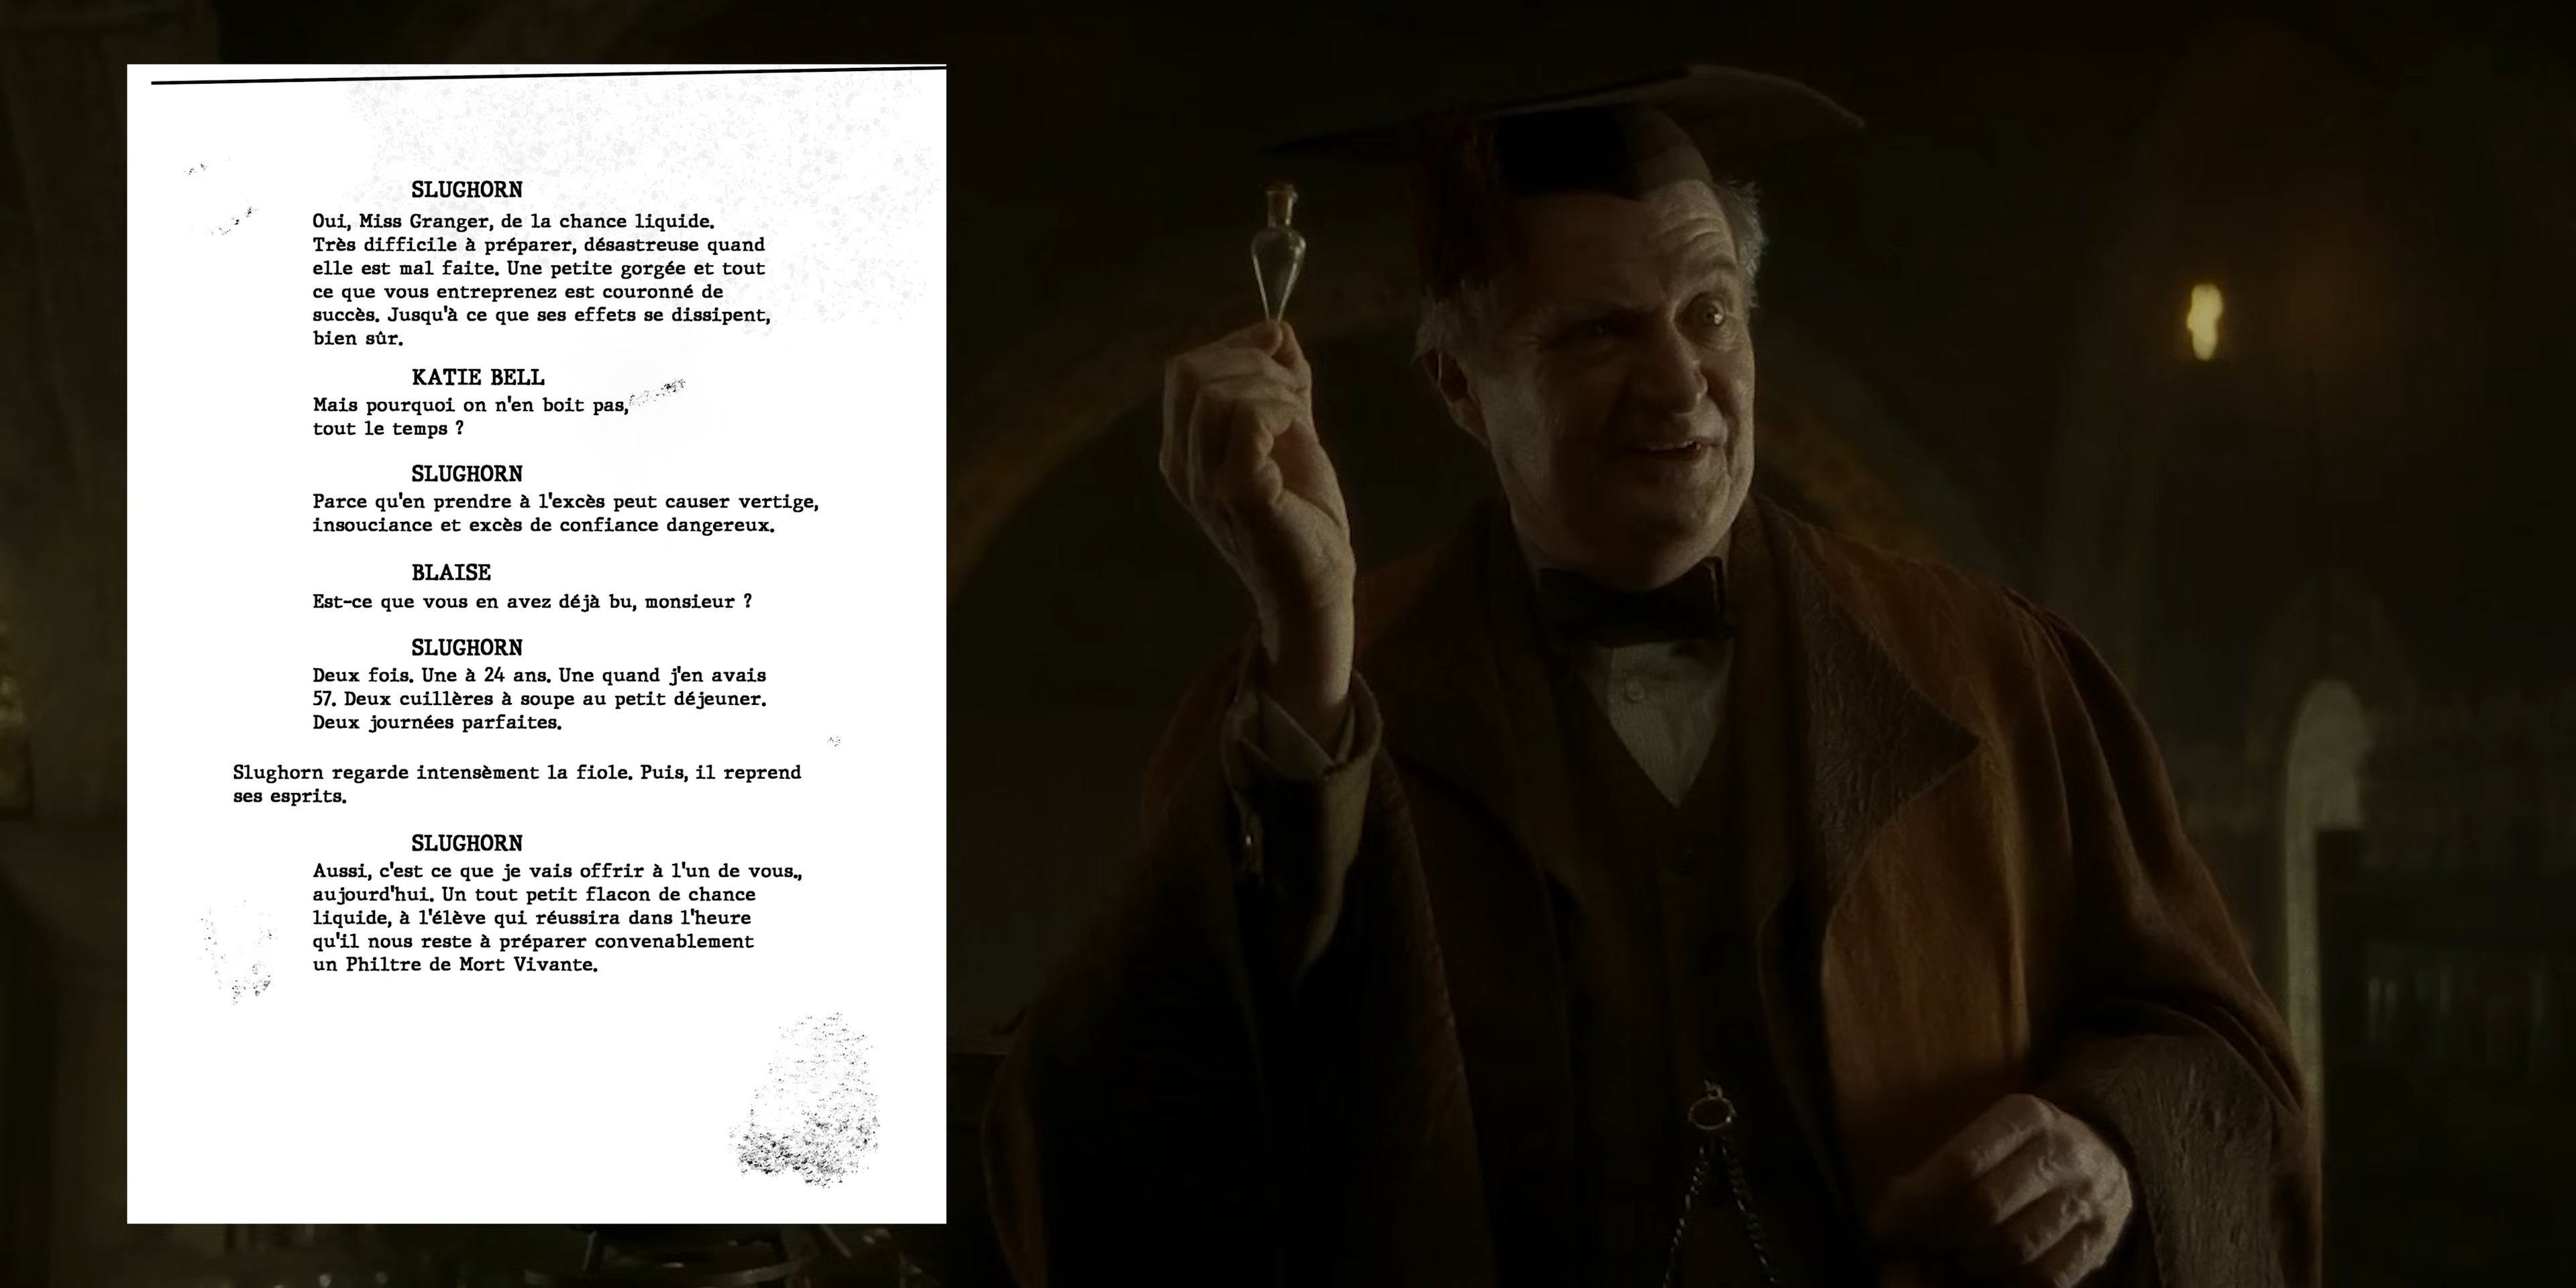 SLUGHORN
Oui, Miss Granger, de la chance liquide.
Très difficile à préparer, désastreuse quand
elle est mal faite. Une petite gorgée et tout
ce que vous entreprenez est couronné de
succès. Jusqu'à ce que ses effets se dissipent,
bien sûr.
KATIE BELL
Mais pourquoi on n'en boit pas,
tout le temps ?
SLUGHORN
Parce qu'en prendre à l'excès peut causer vertige,
insouciance et excès de confiance dangereux.
BLAISE
Est-ce que vous en avez déjà bu, monsieur ?
SLUGHORN
Deux fois. Une à 24 ans. Une quand j'en avais
57. Deux cuillères à soupe au petit déjeuner.
Deux journées parfaites.
Slughorn regarde intensèment la fiole. Puis, il reprend
ses esprits.
SLUGHORN
Aussi, c'est ce que je vais offrir à l'un de vous.,
aujourd'hui. Un tout petit flacon de chance
liquide, à l'élève qui réussira dans l'heure
qu'il nous reste à préparer convenablement
un Philtre de Mort Vivante.